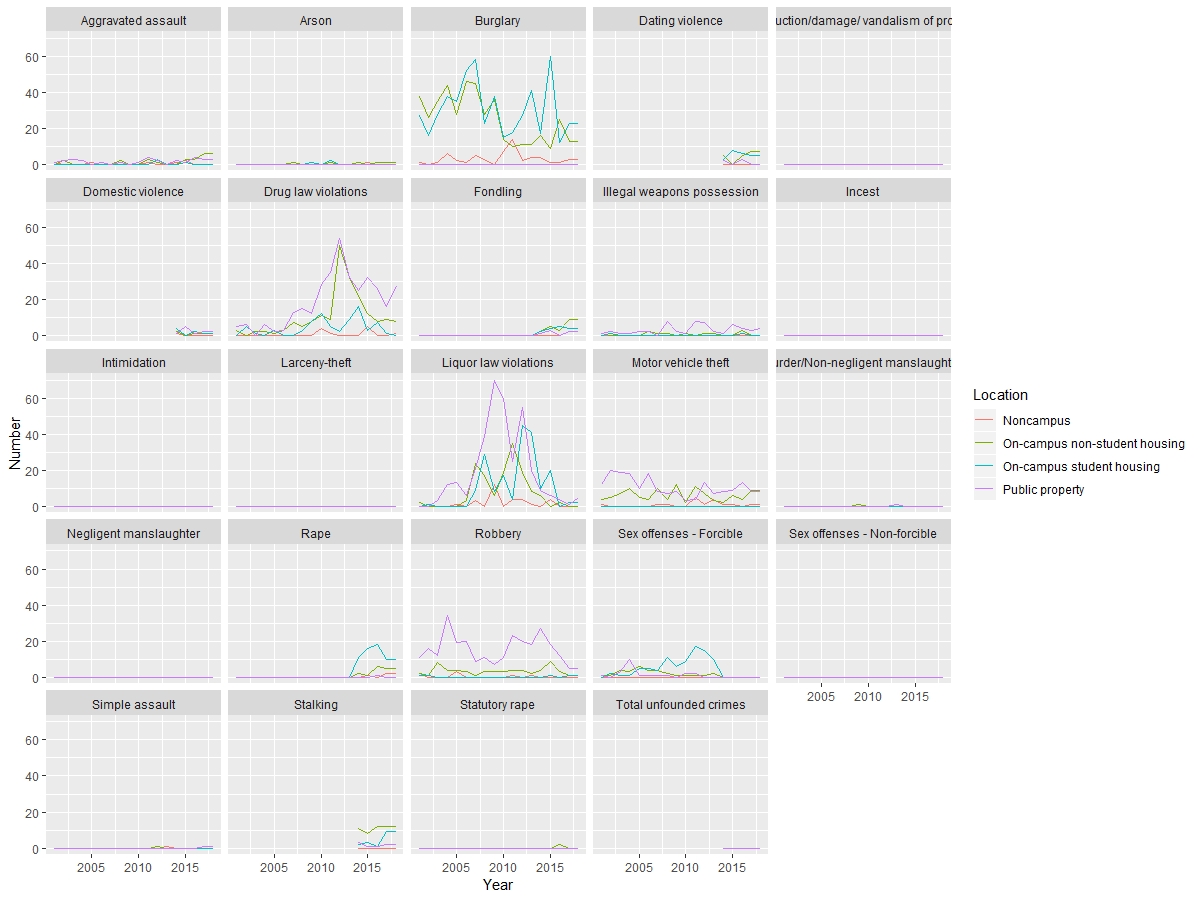 Aggravated assault Arson Burglary Dating violence uction/damage/ vandalism of pro
60
40
20
0
Domestic violence Drug law violations Fondling Illegal weapons possession Incest
60
40
20
0
Intimidation Larceny-theft Liquor law violations Motor vehicle theft urder/Non-negligent manslaught
60
40
20
0
Negligent manslaughter Rape Robbery Sex offenses - Forcible Sex offenses - Non-forcible
60
40
20
0
2005 2010 2015
Simple assault Stalking Statutory rape Total unfounded crimes
60
40
20
0
2005 2010 2015 2005 2010 2015 2005 2010 2015 2005 2010 2015
Year
Number
Location
Noncampus
On-campus non-student housing
On-campus student housing
Public property